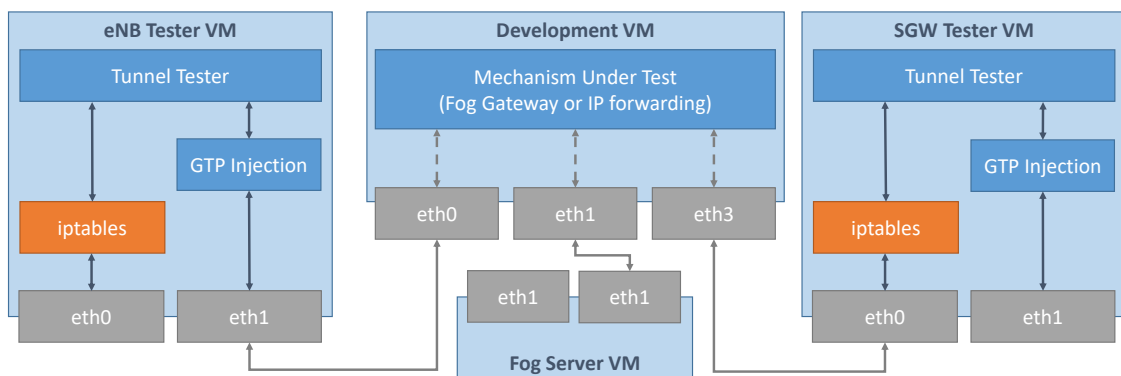 eNB Tester VM
Tunnel Tester
GTP Injection
iptables
eth0
eth1
Development VM
Mechanism Under Test
(Fog Gateway or IP forwarding)
eth0
eth1
eth3
eth1
eth1
Fog Server VM
SGW Tester VM
Tunnel Tester
GTP Injection
iptables
eth0
eth1